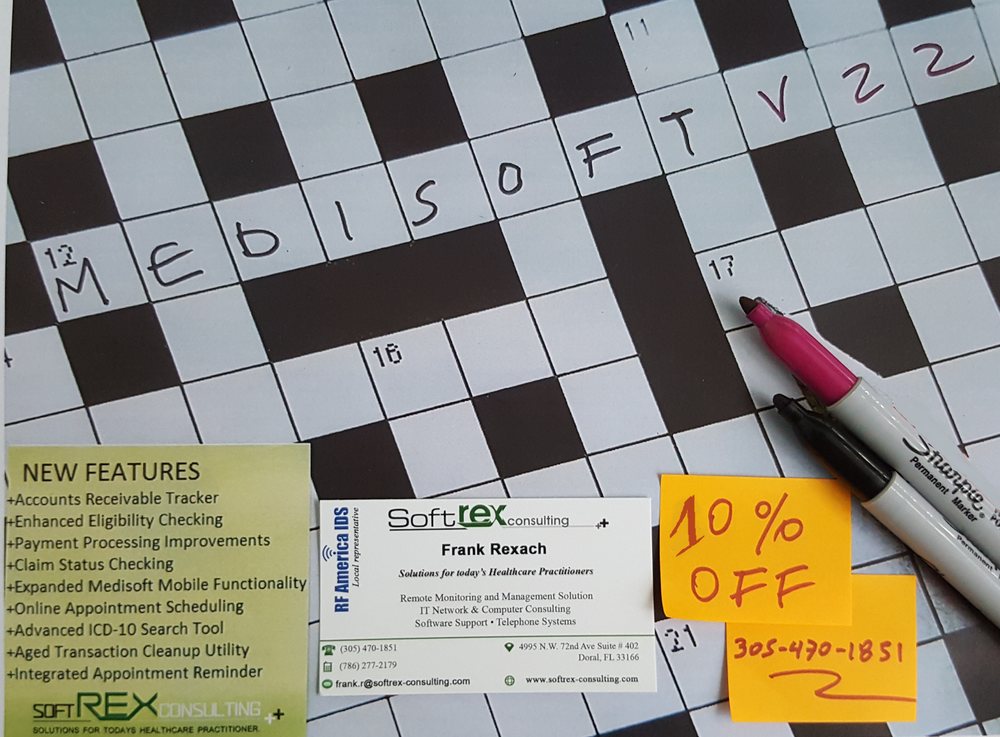 11
MEDISOFT V22
12
17
16
21
NEW FEATURES
+Accounts Receivable Tracker
+Enhanced Eligibility Checking
+Payment Processing Improvements
+Claim Status Checking
+Expanded Medisoft Mobile Functionality
+Online Appointment Scheduling
+Advanced ICD-10 Search Tool
+Aged Transaction Cleanup Utility
+Integrated Appointment Reminder
SOFTREXCONSULTING++
SOLUTIONS FOR TODAYS HEALTHCARE PRACTITIONER.
RF America IDS
Local representative
Softrexconsulting ++
Frank Rexach
Solutions for today's Healthcare Practitioners
Remote Monitoring and Management Solution
IT Network & Computer Consulting
Software Support • Telephone Systems
(305) 470-1851
(786) 277-2179
frank.r@softrex-consulting.com
4995 N.W. 72nd Ave Suite # 402
Doral, FL 33166
www.softrex-consulting.com
10%
OFF
305-470-1851
Sharpie
Permanent Marker
Permanent